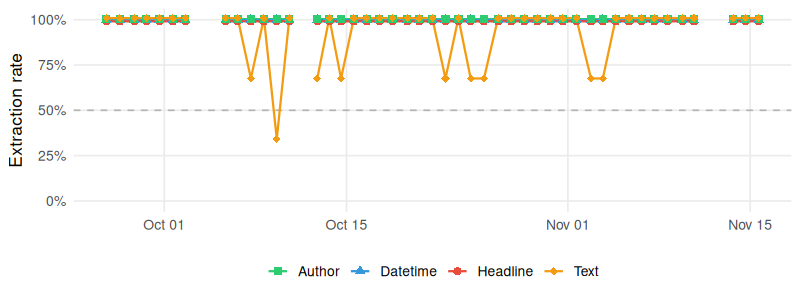 100%
75%
Extraction rate
50%
25%
0%
Oct 01 Oct 15 Nov 01 Nov 15
Author Datetime Headline Text